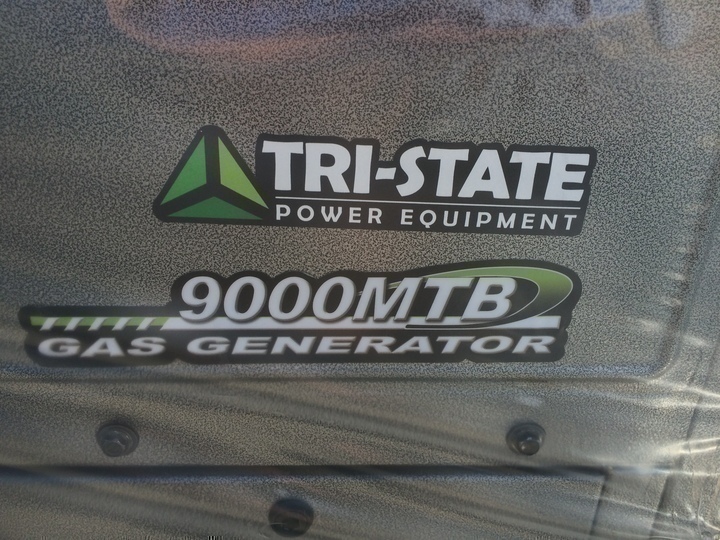 TRI-STATE
POWER EQUIPMENT
9000MTB
GAS GENERATOR